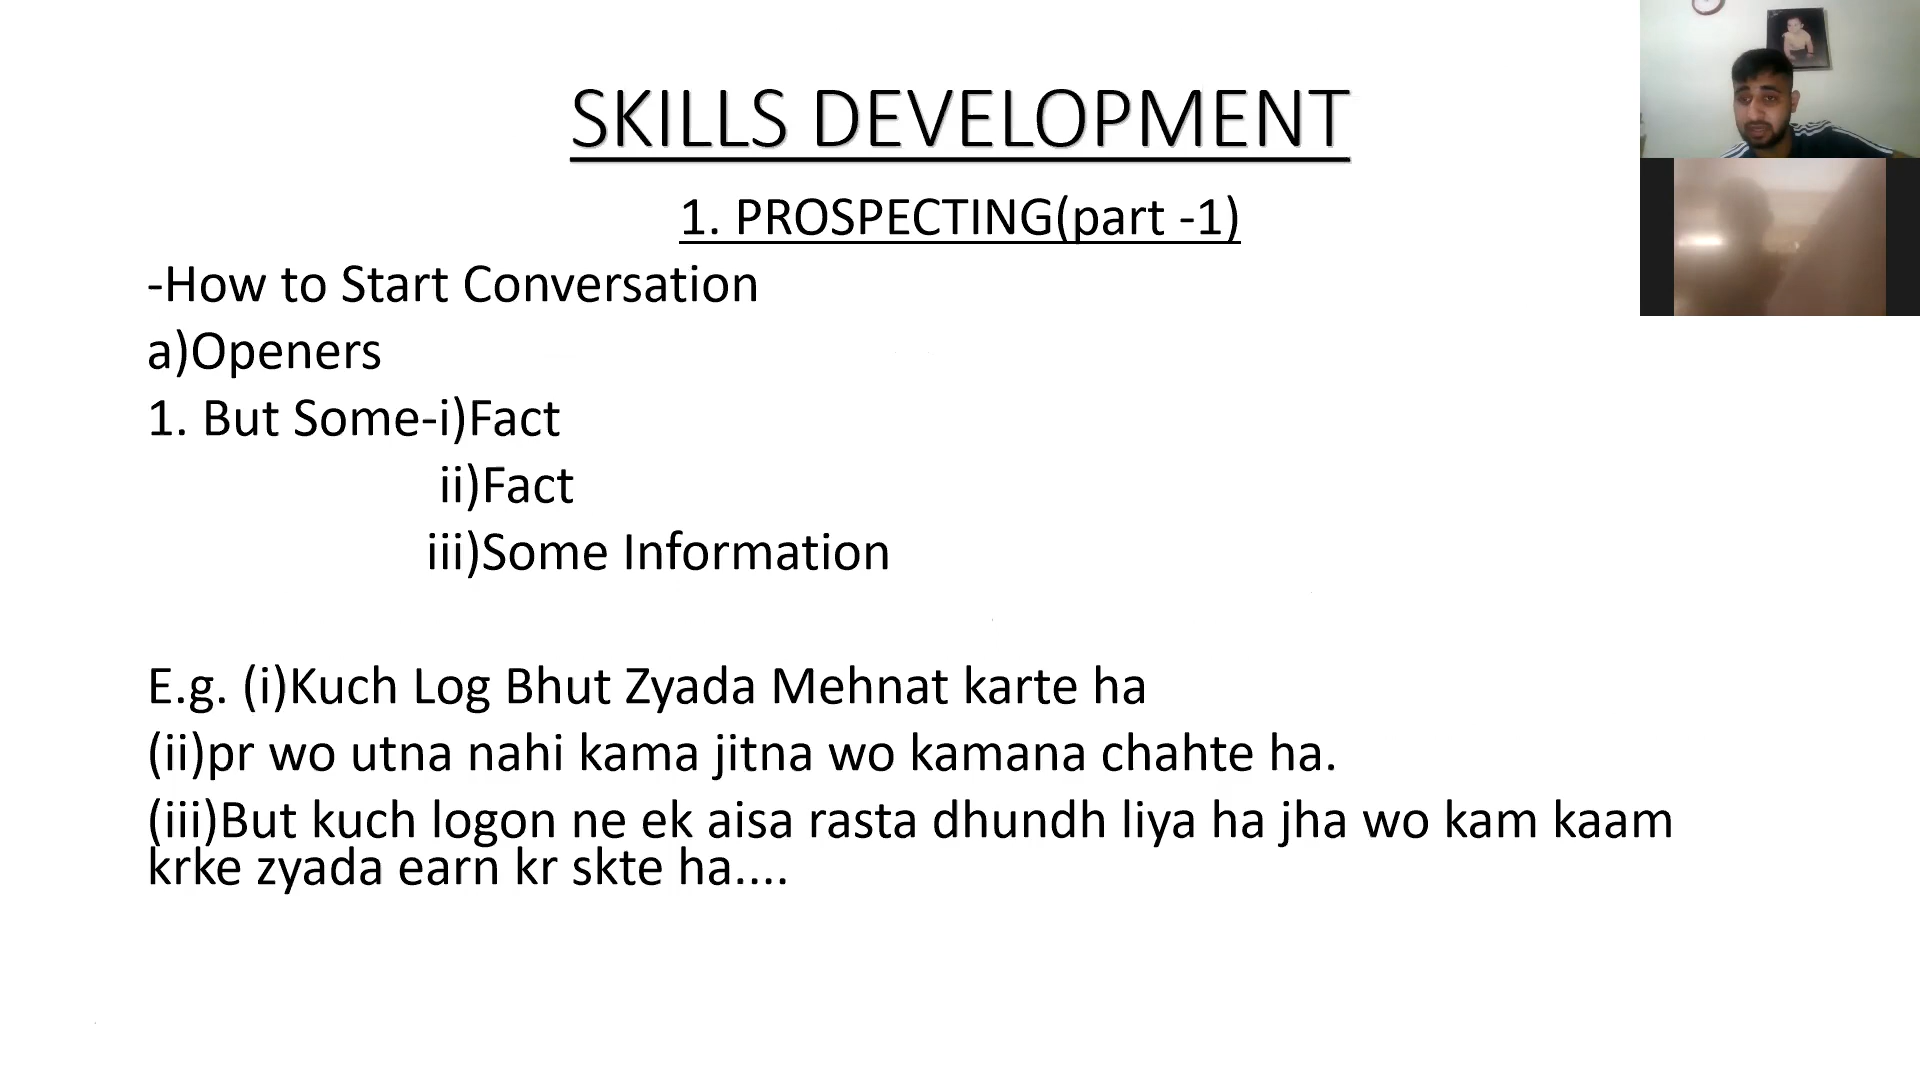 SKILLS DEVELOPMENT
1. PROSPECTING(part -1)
-How to Start Conversation
a)Openers
1. But Some-i)Fact
ii)Fact
iii)Some Information
E.g. (i)Kuch Log Bhut Zyada Mehnat karte ha
(ii)pr wo utna nahi kama jitna wo kamana chahte ha.
(iii)But kuch logon ne ek aisa rasta dhundh liya ha jha wo kam kaam
krke zyada earn kr skte ha....